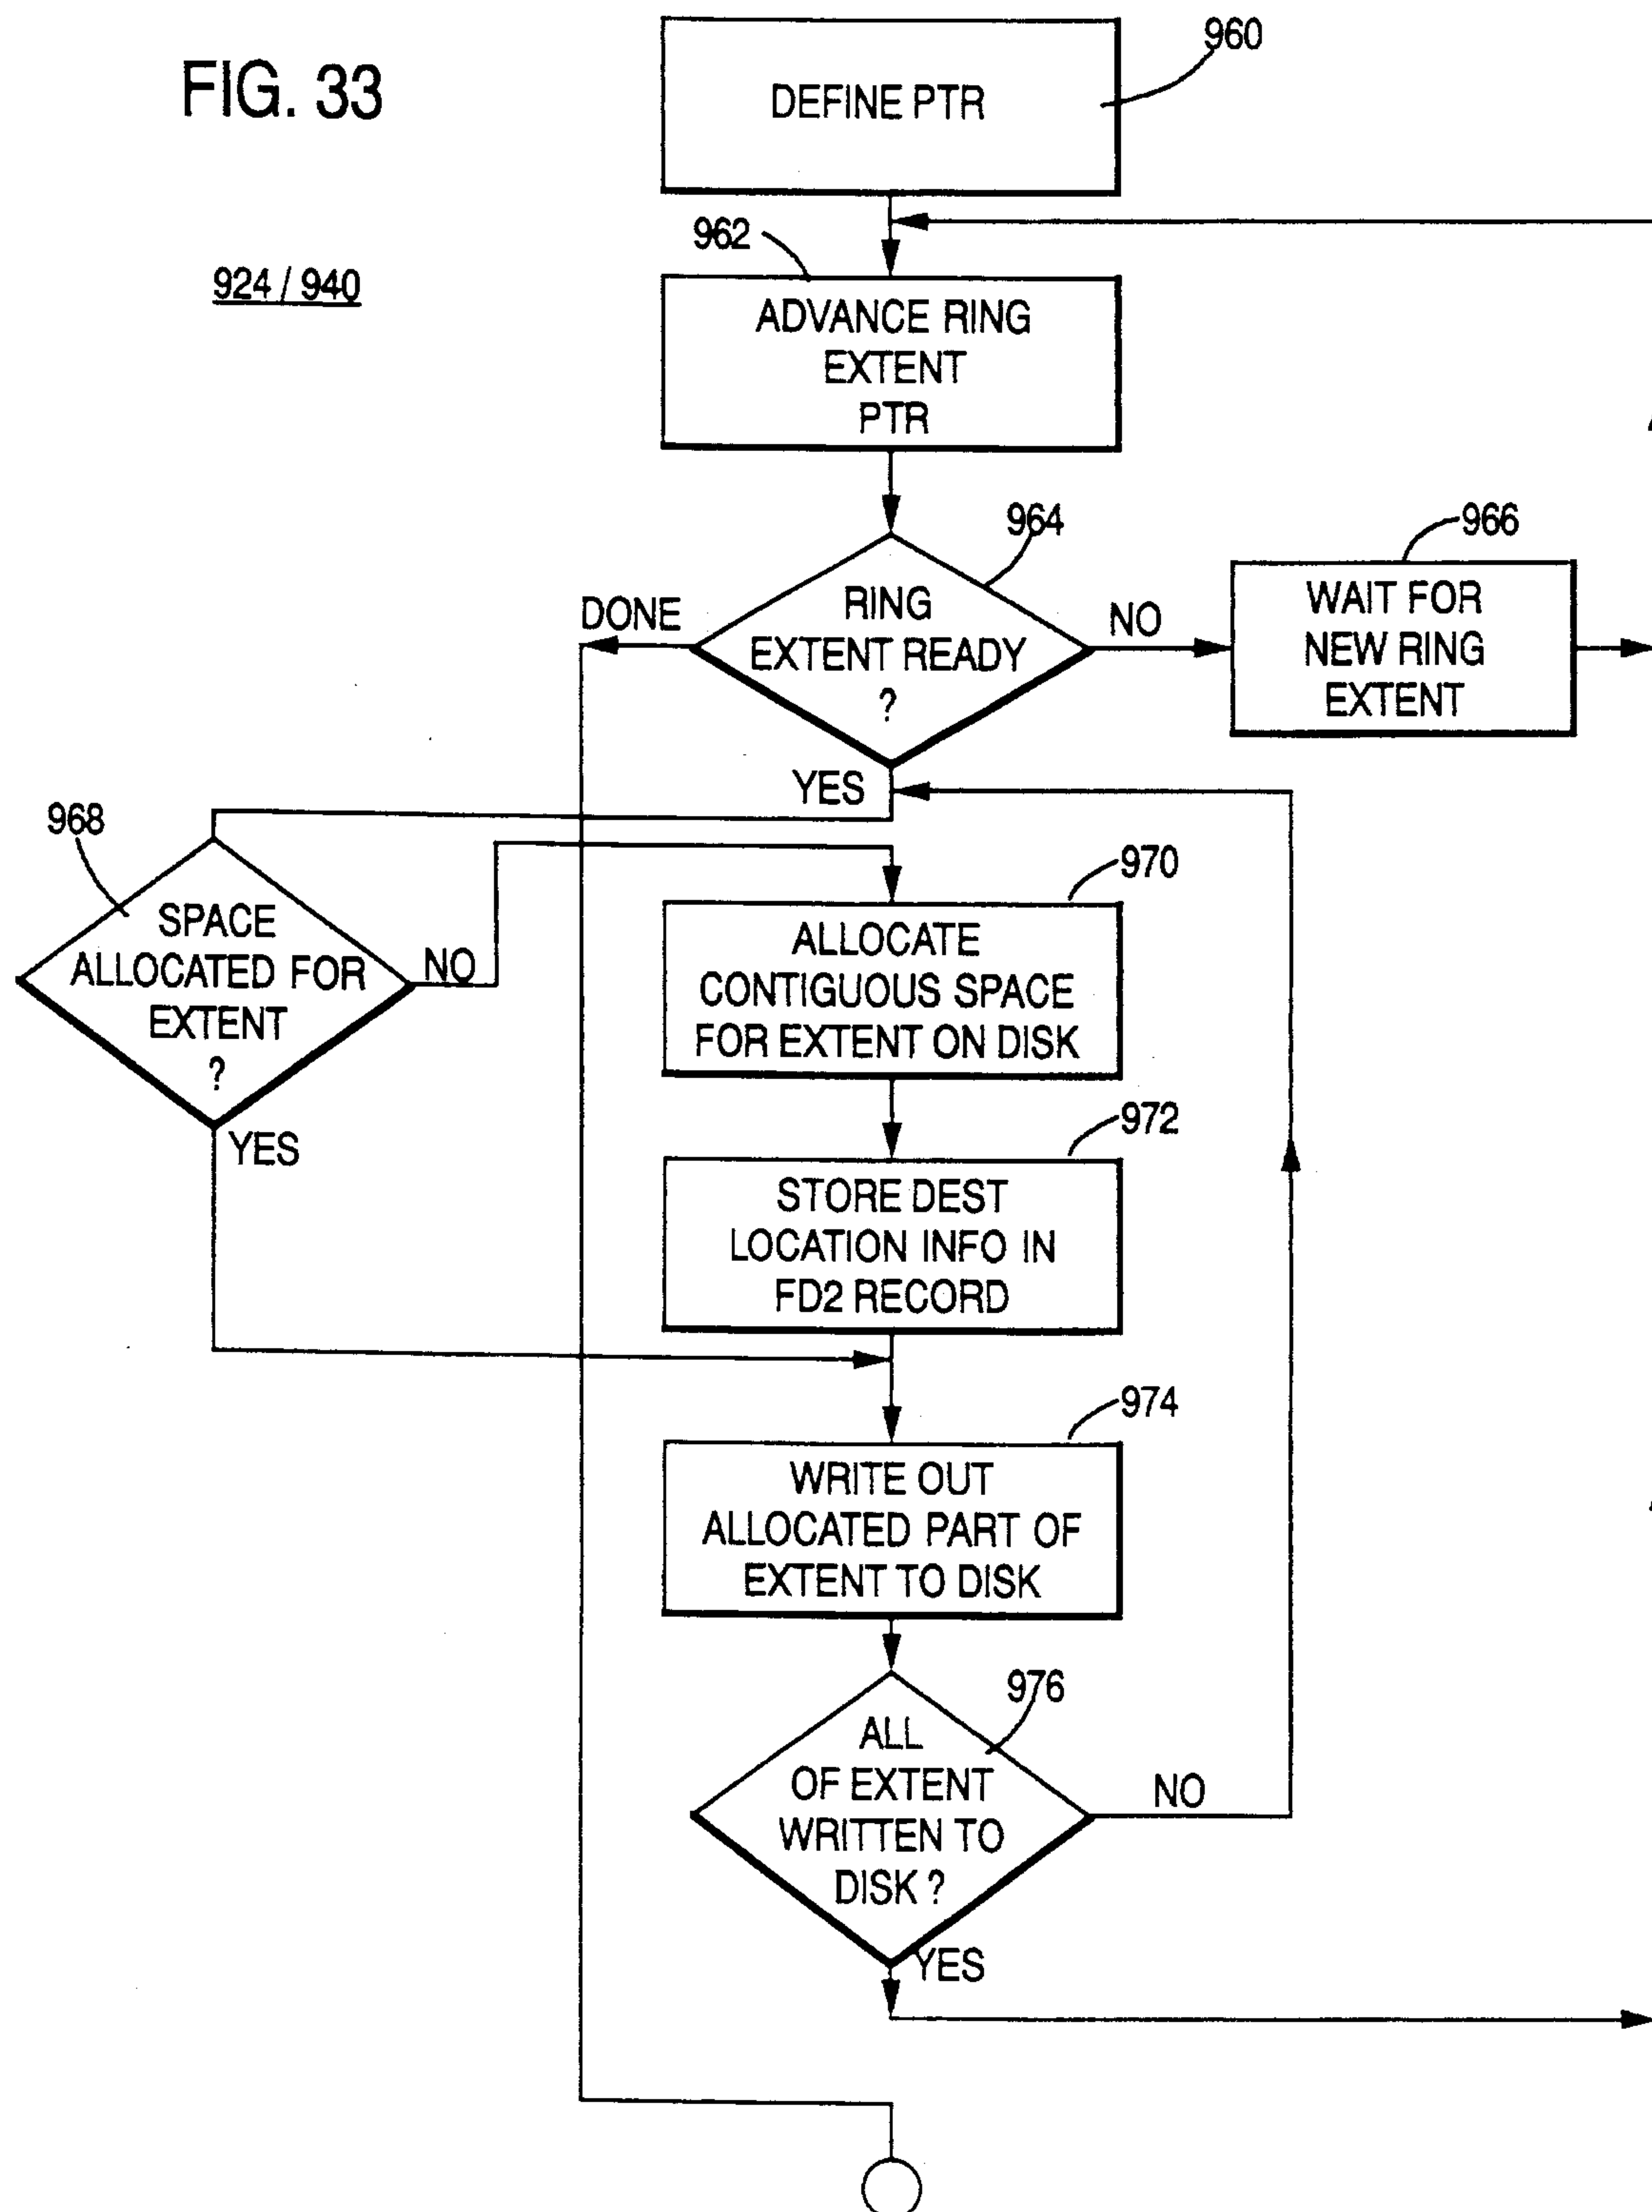 FIG. 33
960
DEFINE PTR
962
924 / 940
ADVANCE RING
EXTENT
PTR
964
966
DONE
RING
EXTENT READY
?
NO
WAIT FOR
NEW RING
EXTENT
YES
968
970
SPACE
ALLOCATED FOR
EXTENT
?
NO
ALLOCATE
CONTIGUOUS SPACE
FOR EXTENT ON DISK
YES
972
STORE DEST
LOCATION INFO IN
FD2 RECORD
974
WRITE OUT
ALLOCATED PART OF
EXTENT TO DISK
976
ALL
OF EXTENT
WRITTEN TO
DISK ?
NO
YES